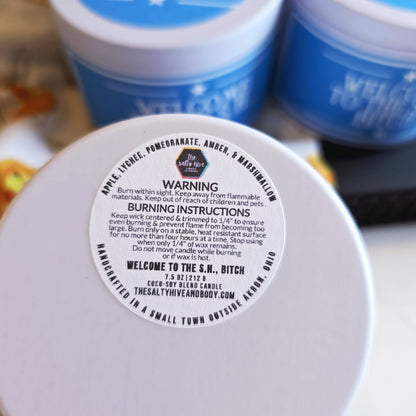 WELCOME
WELCOME
TO THE
APPLE, LYCHEE, POMEGRANATE, AMBER, & MARSHMALLOW
the
salty hive
WARNING
Burn within sight. Keep away from flammable
materials. Keep out of reach of children and pets.
BURNING INSTRUCTIONS
Keep wick centered & trimmed to 1/4" to ensure
even burning & prevent flame from becoming too
large. Burn only on a stable, heat resistant surface
for no more than four hours at a time. Stop using
when only 1/4" of wax remains.
Do not move candle while burning
or if wax is hot.
WELCOME TO THE S.H., BITCH
7.5 OZ | 212 G
COCO-SOY BLEND CANDLE
THESALTYHIVEANDBODY.COM
HANDCRAFTED IN A SMALL TOWN OUTSIDE AKRON, OHIO